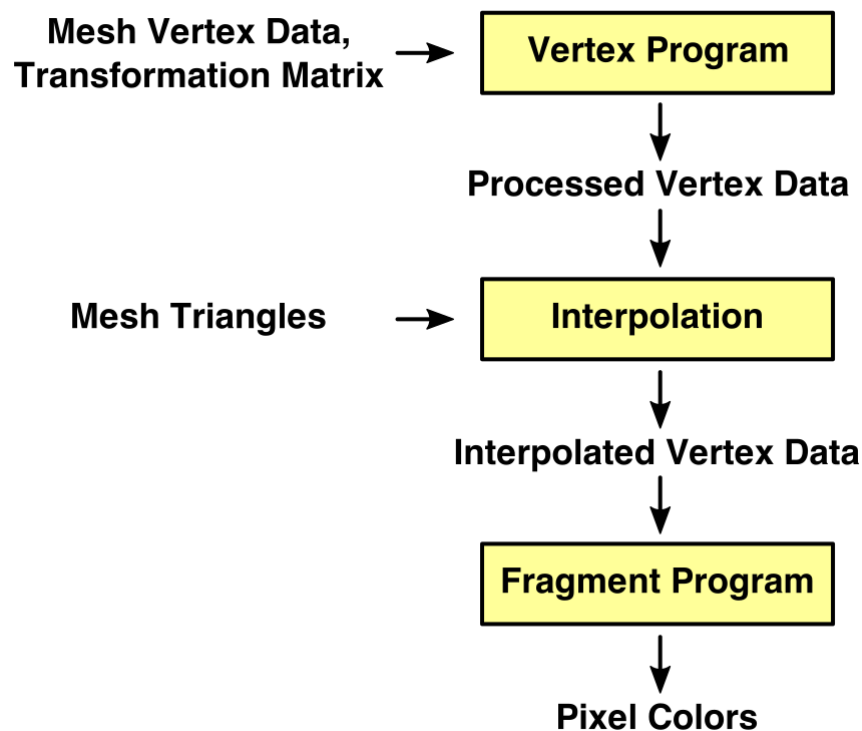 Mesh Vertex Data,
Transformation Matrix
Vertex Program
Processed Vertex Data
Mesh Triangles
Interpolation
Interpolated Vertex Data
Fragment Program
Pixel Colors